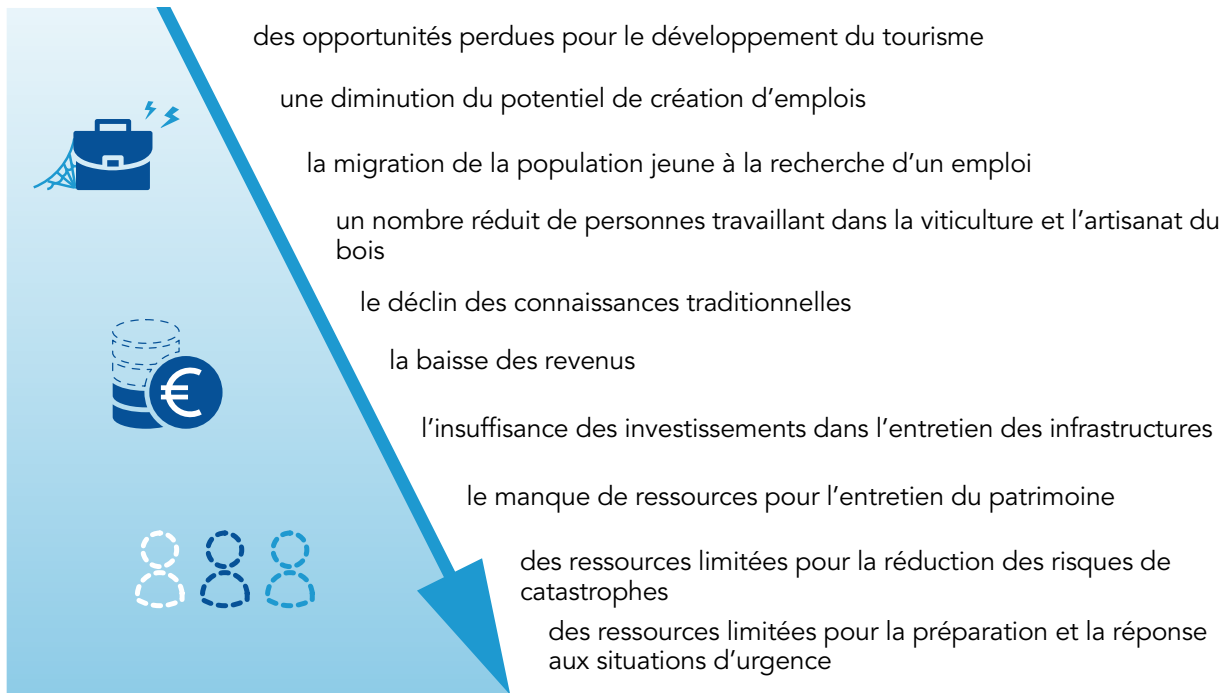 des opportunités perdues pour le développement du tourisme
une diminution du potentiel de création d’emplois
la migration de la population jeune à la recherche d’un emploi
un nombre réduit de personnes travaillant dans la viticulture et l’artisanat du
bois
le déclin des connaissances traditionnelles
la baisse des revenus
l’insuffisance des investissements dans l’entretien des infrastructures
le manque de ressources pour l’entretien du patrimoine
des ressources limitées pour la réduction des risques de
catastrophes
des ressources limitées pour la préparation et la réponse
aux situations d’urgence
€